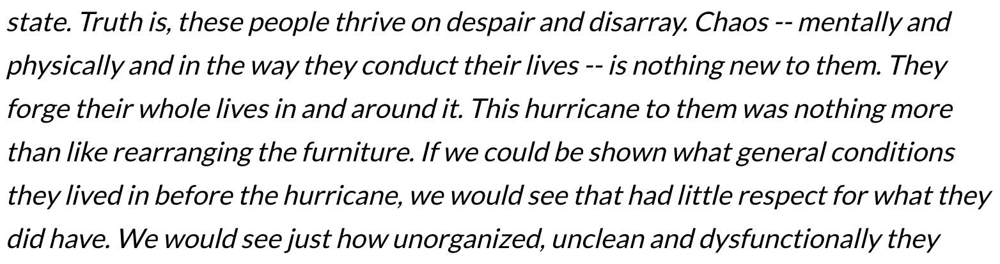 state. Truth is, these people thrive on despair and disarray. Chaos -- mentally and
physically and in the way they conduct their lives -- is nothing new to them. They
forge their whole lives in and around it. This hurricane to them was nothing more
than like rearranging the furniture. If we could be shown what general conditions
they lived in before the hurricane, we would see that had little respect for what they
did have. We would see just how unorganized, unclean and dysfunctionally they